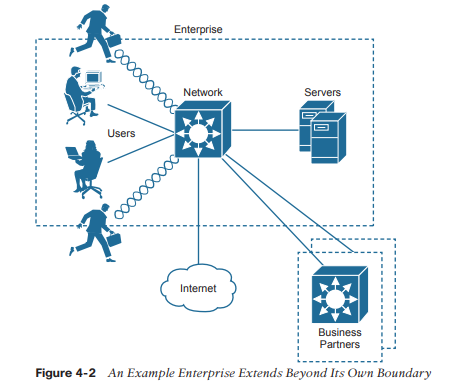 Enterprise
Network
Servers
Users
Internet
Business
Partners
Figure 4-2 An Example Enterprise Extends Beyond Its Own Boundary